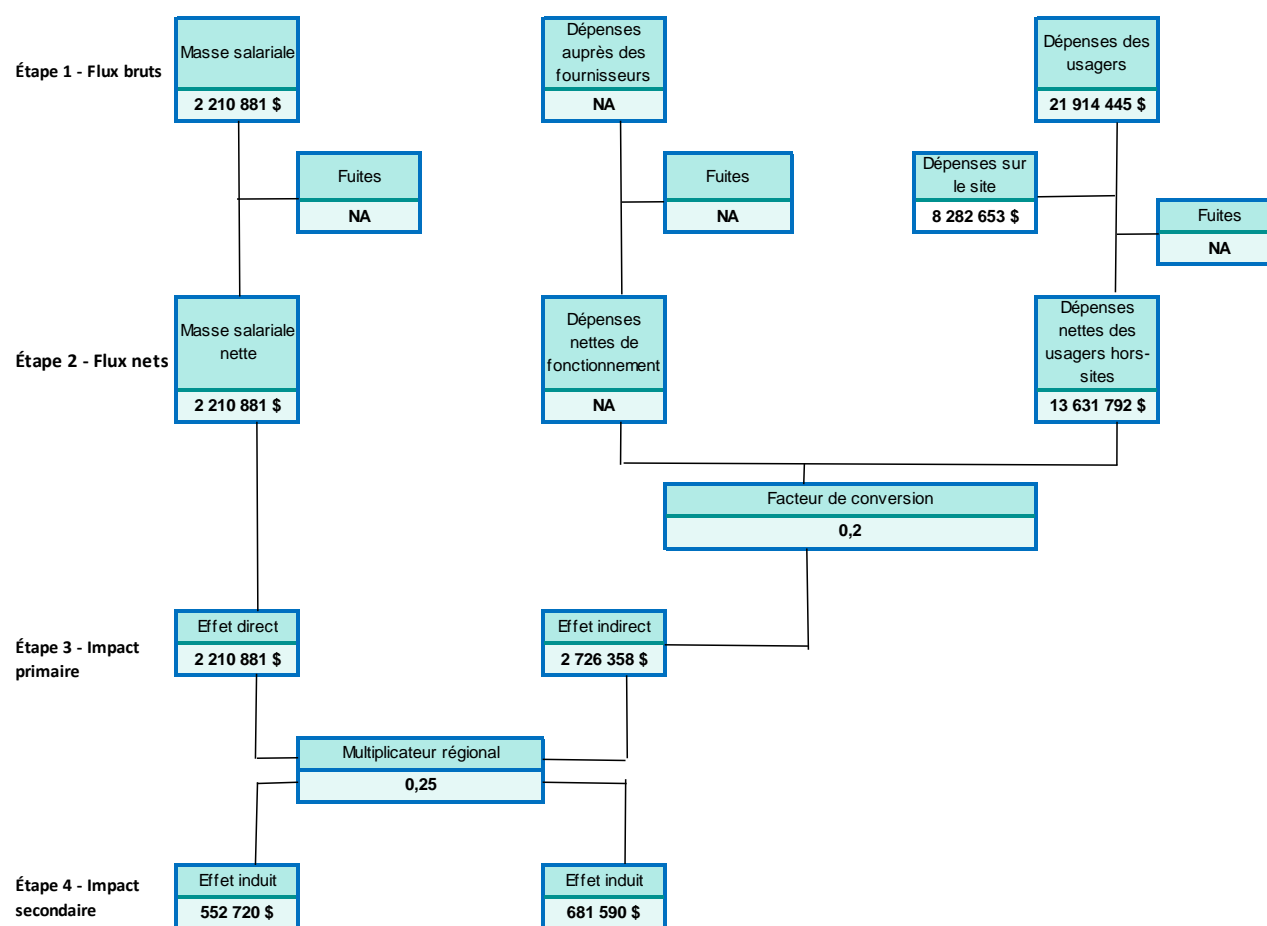 Étape 1 - Flux bruts
Masse salariale
2 210 881 $
Dépenses
auprès des
fournisseurs
NA
Dépenses des
usagers
21 914 445 $
Fuites
NA
Fuites
NA
Dépenses sur
le site
8 282 653 $
Fuites
NA
Étape 2 - Flux nets
Masse salariale
nette
2 210 881 $
Dépenses
nettes de
fonctionnement
NA
Dépenses
nettes des
usagers hors-
sites
13 631 792 $
Facteur de conversion
0,2
Étape 3 - Impact
primaire
Effet direct
2 210 881 $
Effet indirect
2 726 358 $
Multiplicateur régional
0,25
Étape 4 - Impact
secondaire
Effet induit
552 720 $
Effet induit
681 590 $